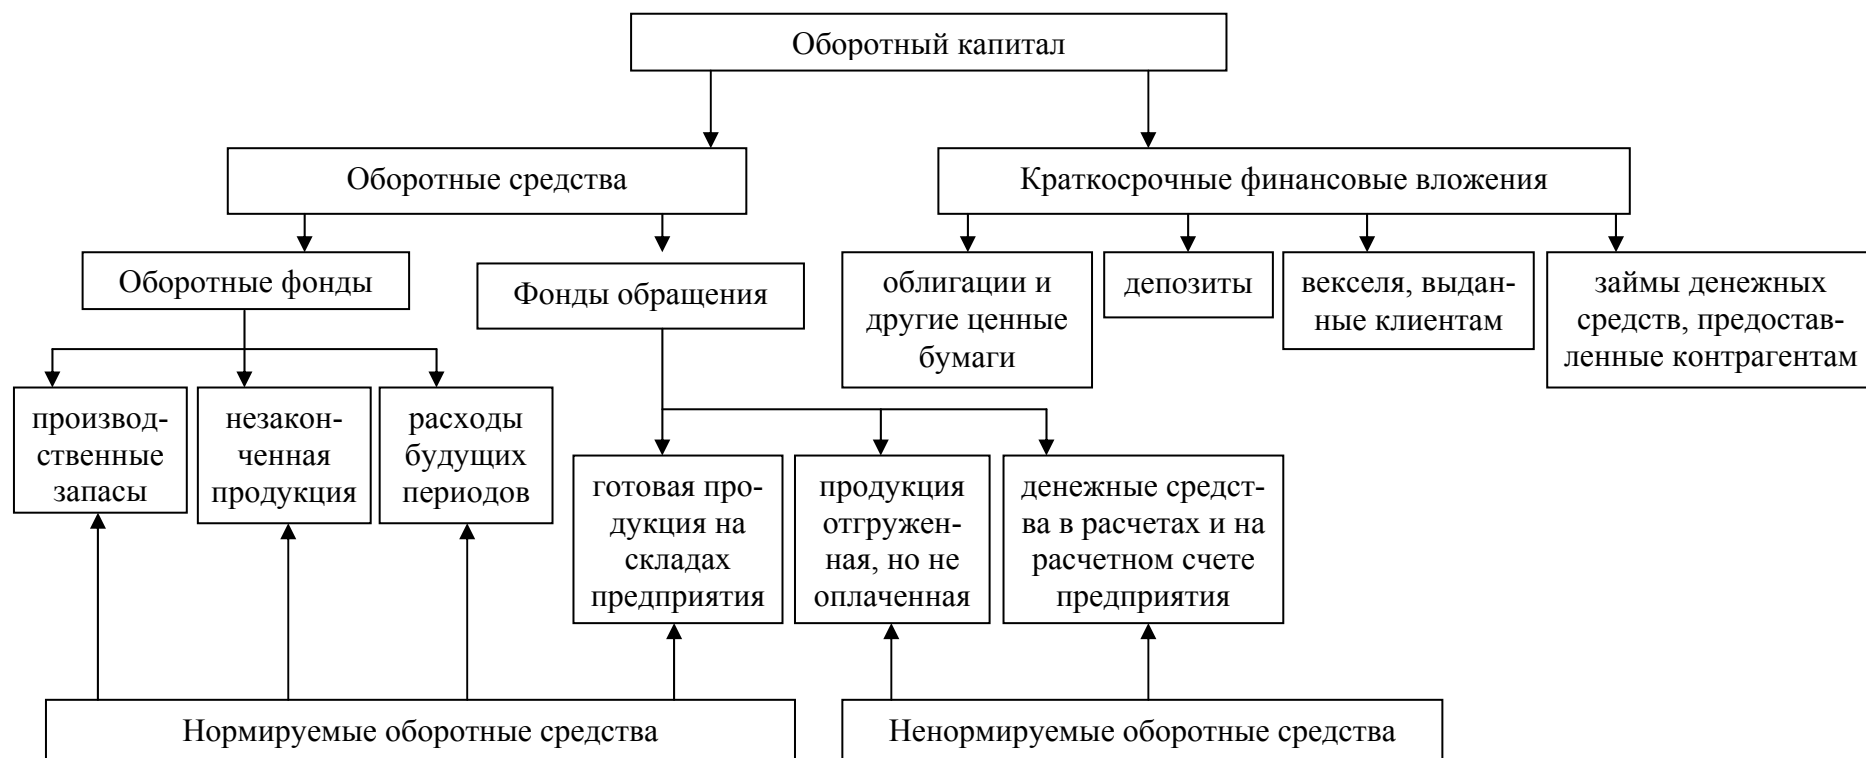 Оборотный капитал
Оборотные средства
Краткосрочные финансовые вложения
Оборотные фонды
Фонды обращения
облигации и
другие ценные
бумаги
депозиты
векселя, выдан-
ные клиентам
займы денежных
средств, предостав-
ленные контрагентам
производ-
ственные
запасы
незакон-
ченная
продукция
расходы
будущих
периодов
готовая про-
дукция на
складах
предприятия
продукция
отгружен-
ная, но не
оплаченная
денежные средст-
ва в расчетах и на
расчетном счете
предприятия
Нормируемые оборотные средства
Ненормируемые оборотные средства